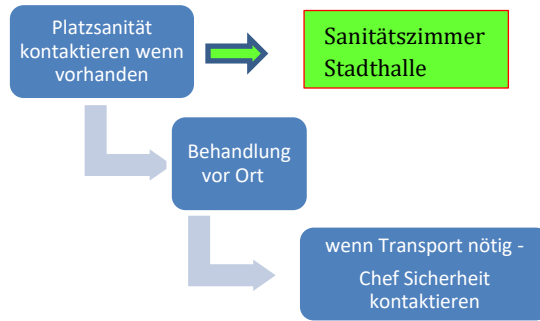 Platzsanität
kontaktieren wenn
vorhanden
Sanitätszimmer
Stadthalle
Behandlung
vor Ort
wenn Transport nötig -
Chef Sicherheit
kontaktieren